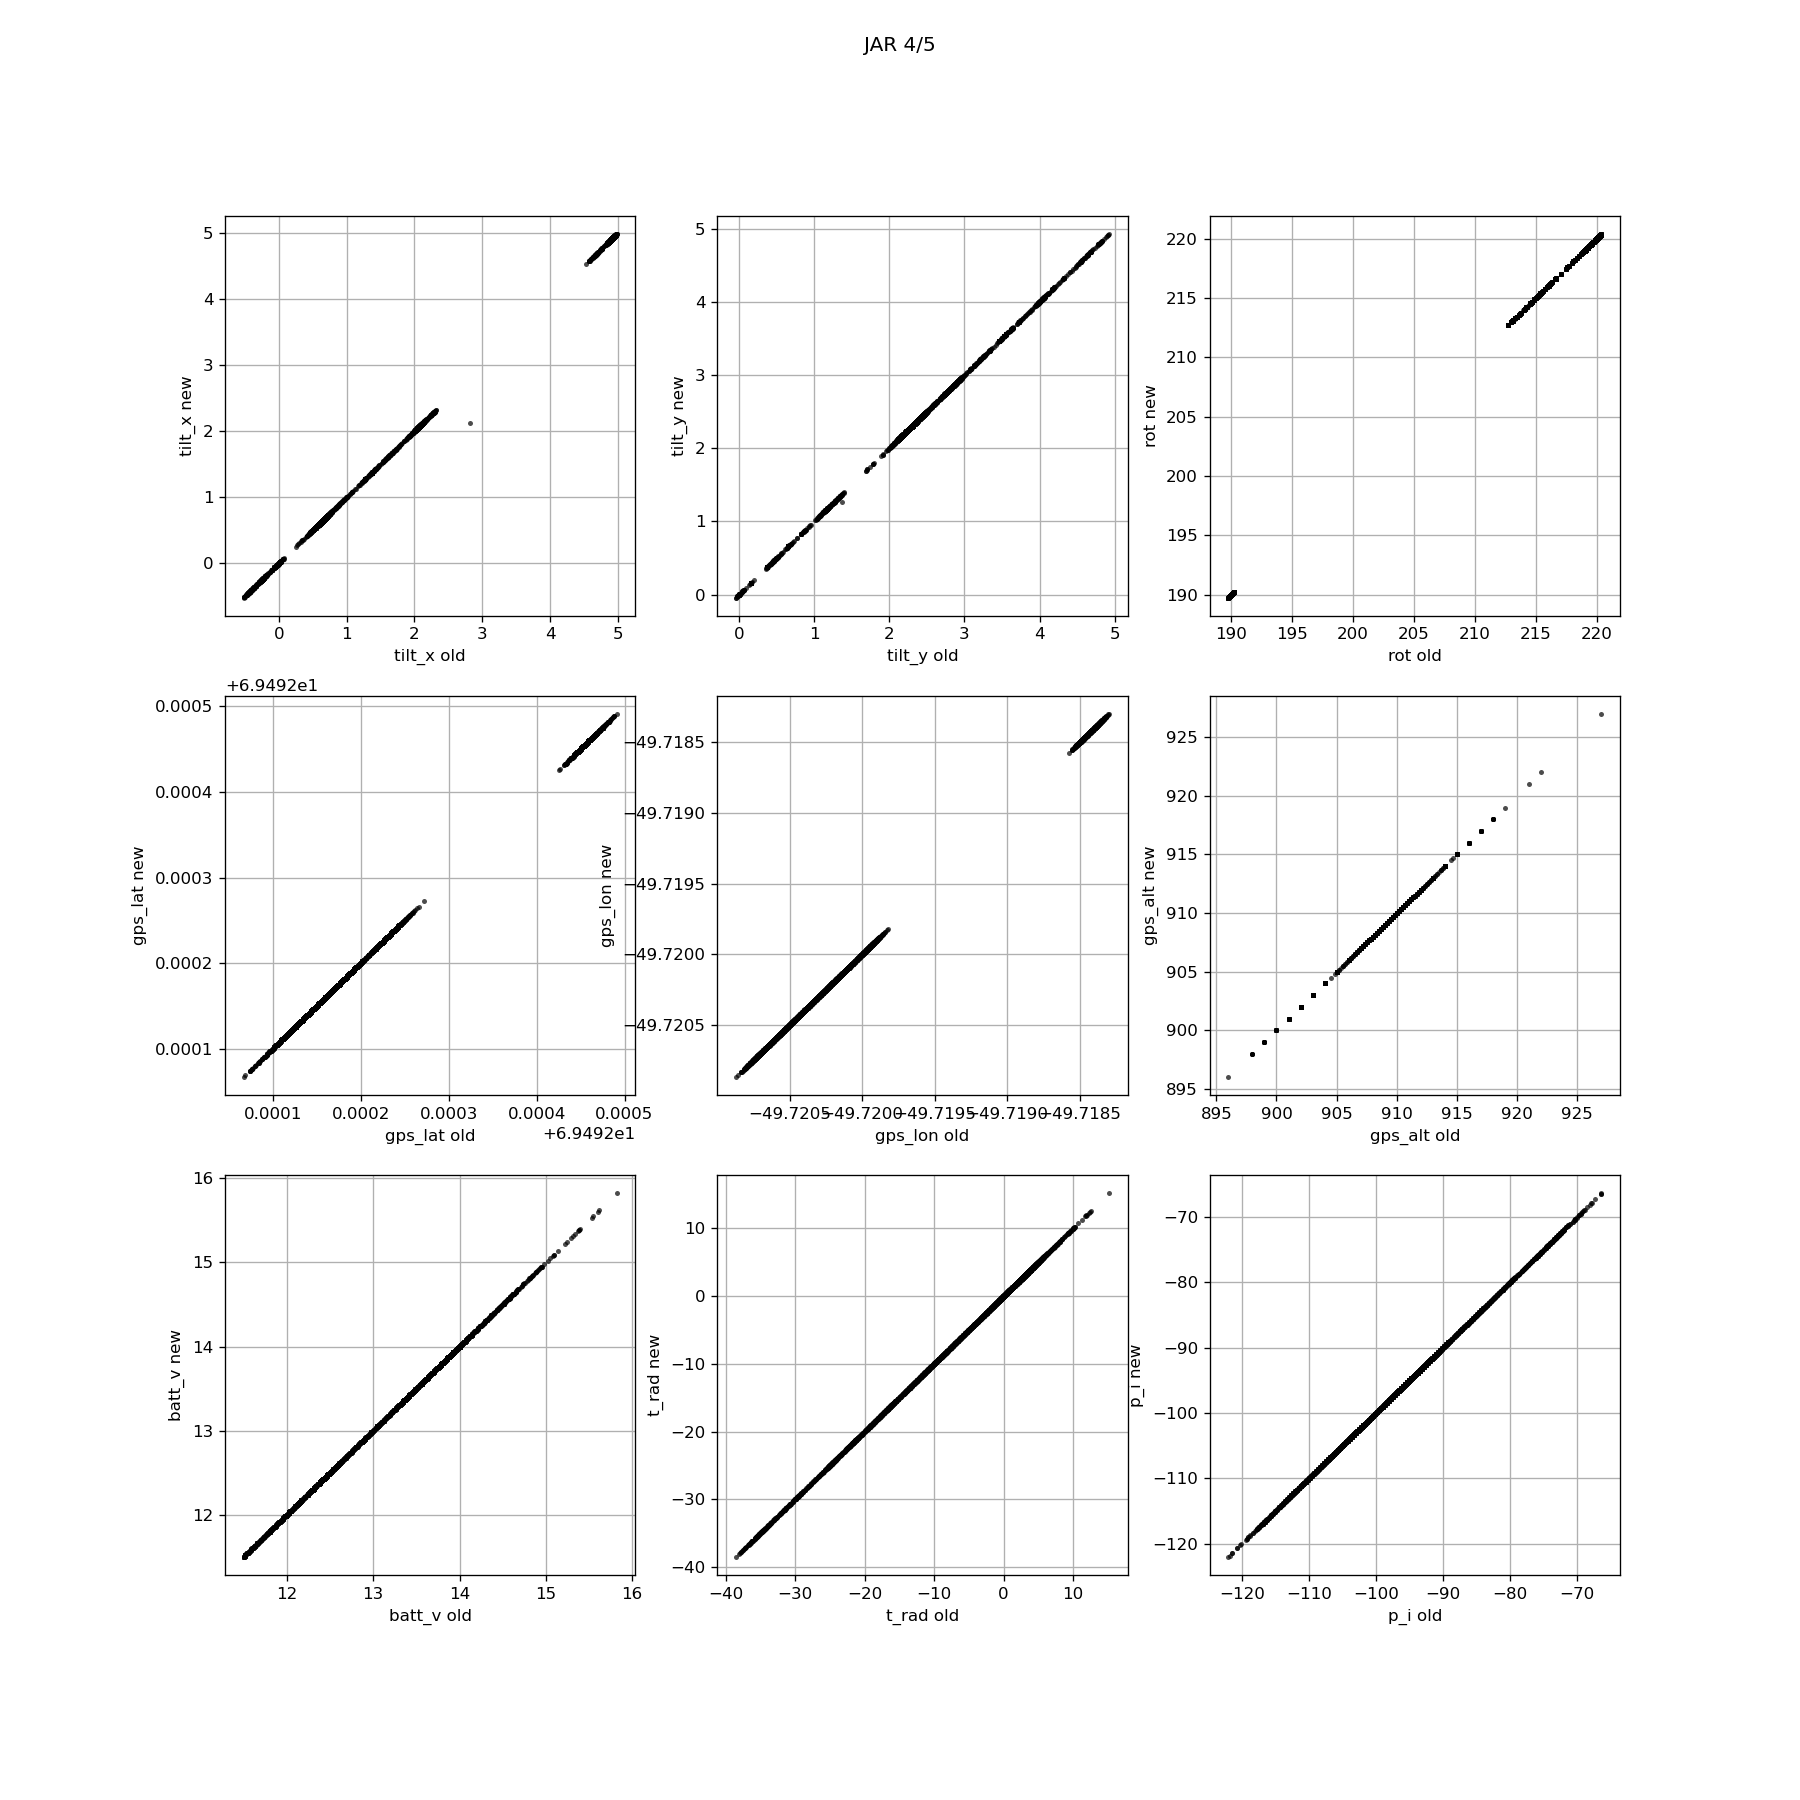 JAR 4/5
5
4
3
2
1
0
tilt_x new
0 1 2 3 4 5
tilt_x old
5
4
3
2
1
0
tilt_y new
0 1 2 3 4 5
tilt_y old
220
215
210
205
200
195
190
rot new
190 195 200 205 210 215 220
rot old
+6.9492e1
0.0005
0.0004
0.0003
0.0002
0.0001
gps_lat new
0.0001 0.0002 0.0003 0.0004 0.0005
gps_lat old
+6.9492e1
−49.7185
−49.7190
−49.7195
−49.7200
−49.7205
gps_lon new
−49.7205 −49.7200 −49.7195 −49.7190 −49.7185
gps_lon old
925
920
915
910
905
900
895
gps_alt new
895 900 905 910 915 920 925
gps_alt old
16
15
14
13
12
batt_v new
12 13 14 15 16
batt_v old
10
0
−10
−20
−30
−40
t_rad new
−40 −30 −20 −10 0 10
t_rad old
−70
−80
−90
−100
−110
−120
p_i new
−120 −110 −100 −90 −80 −70
p_i old